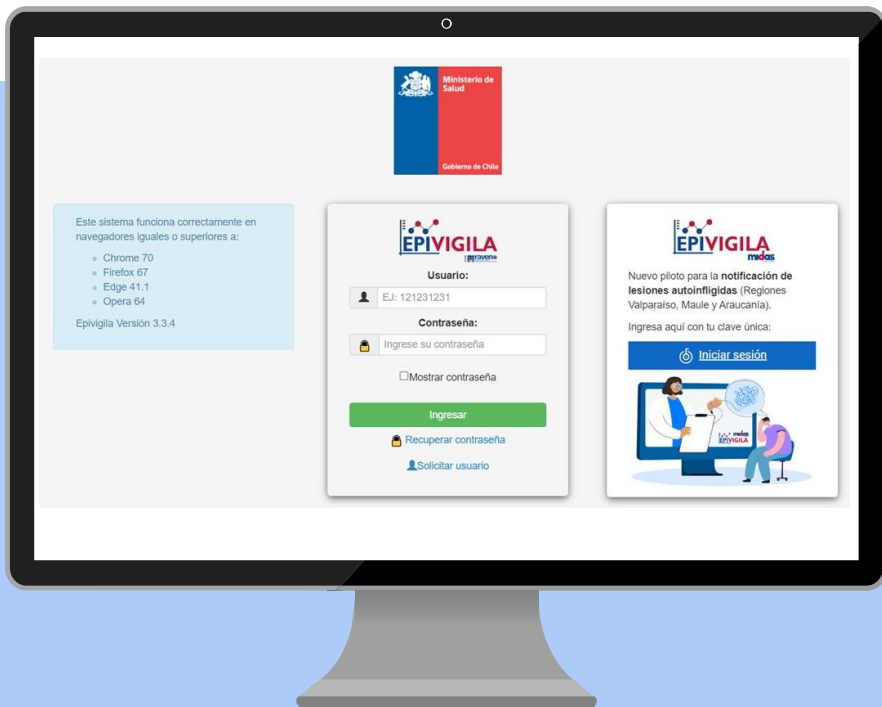 Ministerio de
Salud
Gobierno de Chile
Este sistema funciona correctamente en
navegadores iguales o superiores a:
Chrome 70
Firefox 67
Edge 41.1
Opera 64
Epivigila Versión 3.3.4
EPIVIGILA
Usuario:
EJ: 121231231
Contraseña:
Ingrese su contraseña
Mostrar contraseña
Ingresar
Recuperar contraseña
Solicitar usuario
EPIVIGILA
midas
Nuevo piloto para la notificación de
lesiones autoinfligidas (Regiones
Valparaíso, Maule y Araucanía).
Ingresa aquí con tu clave única:
Iniciar sesión
midas
EPIVIGILA